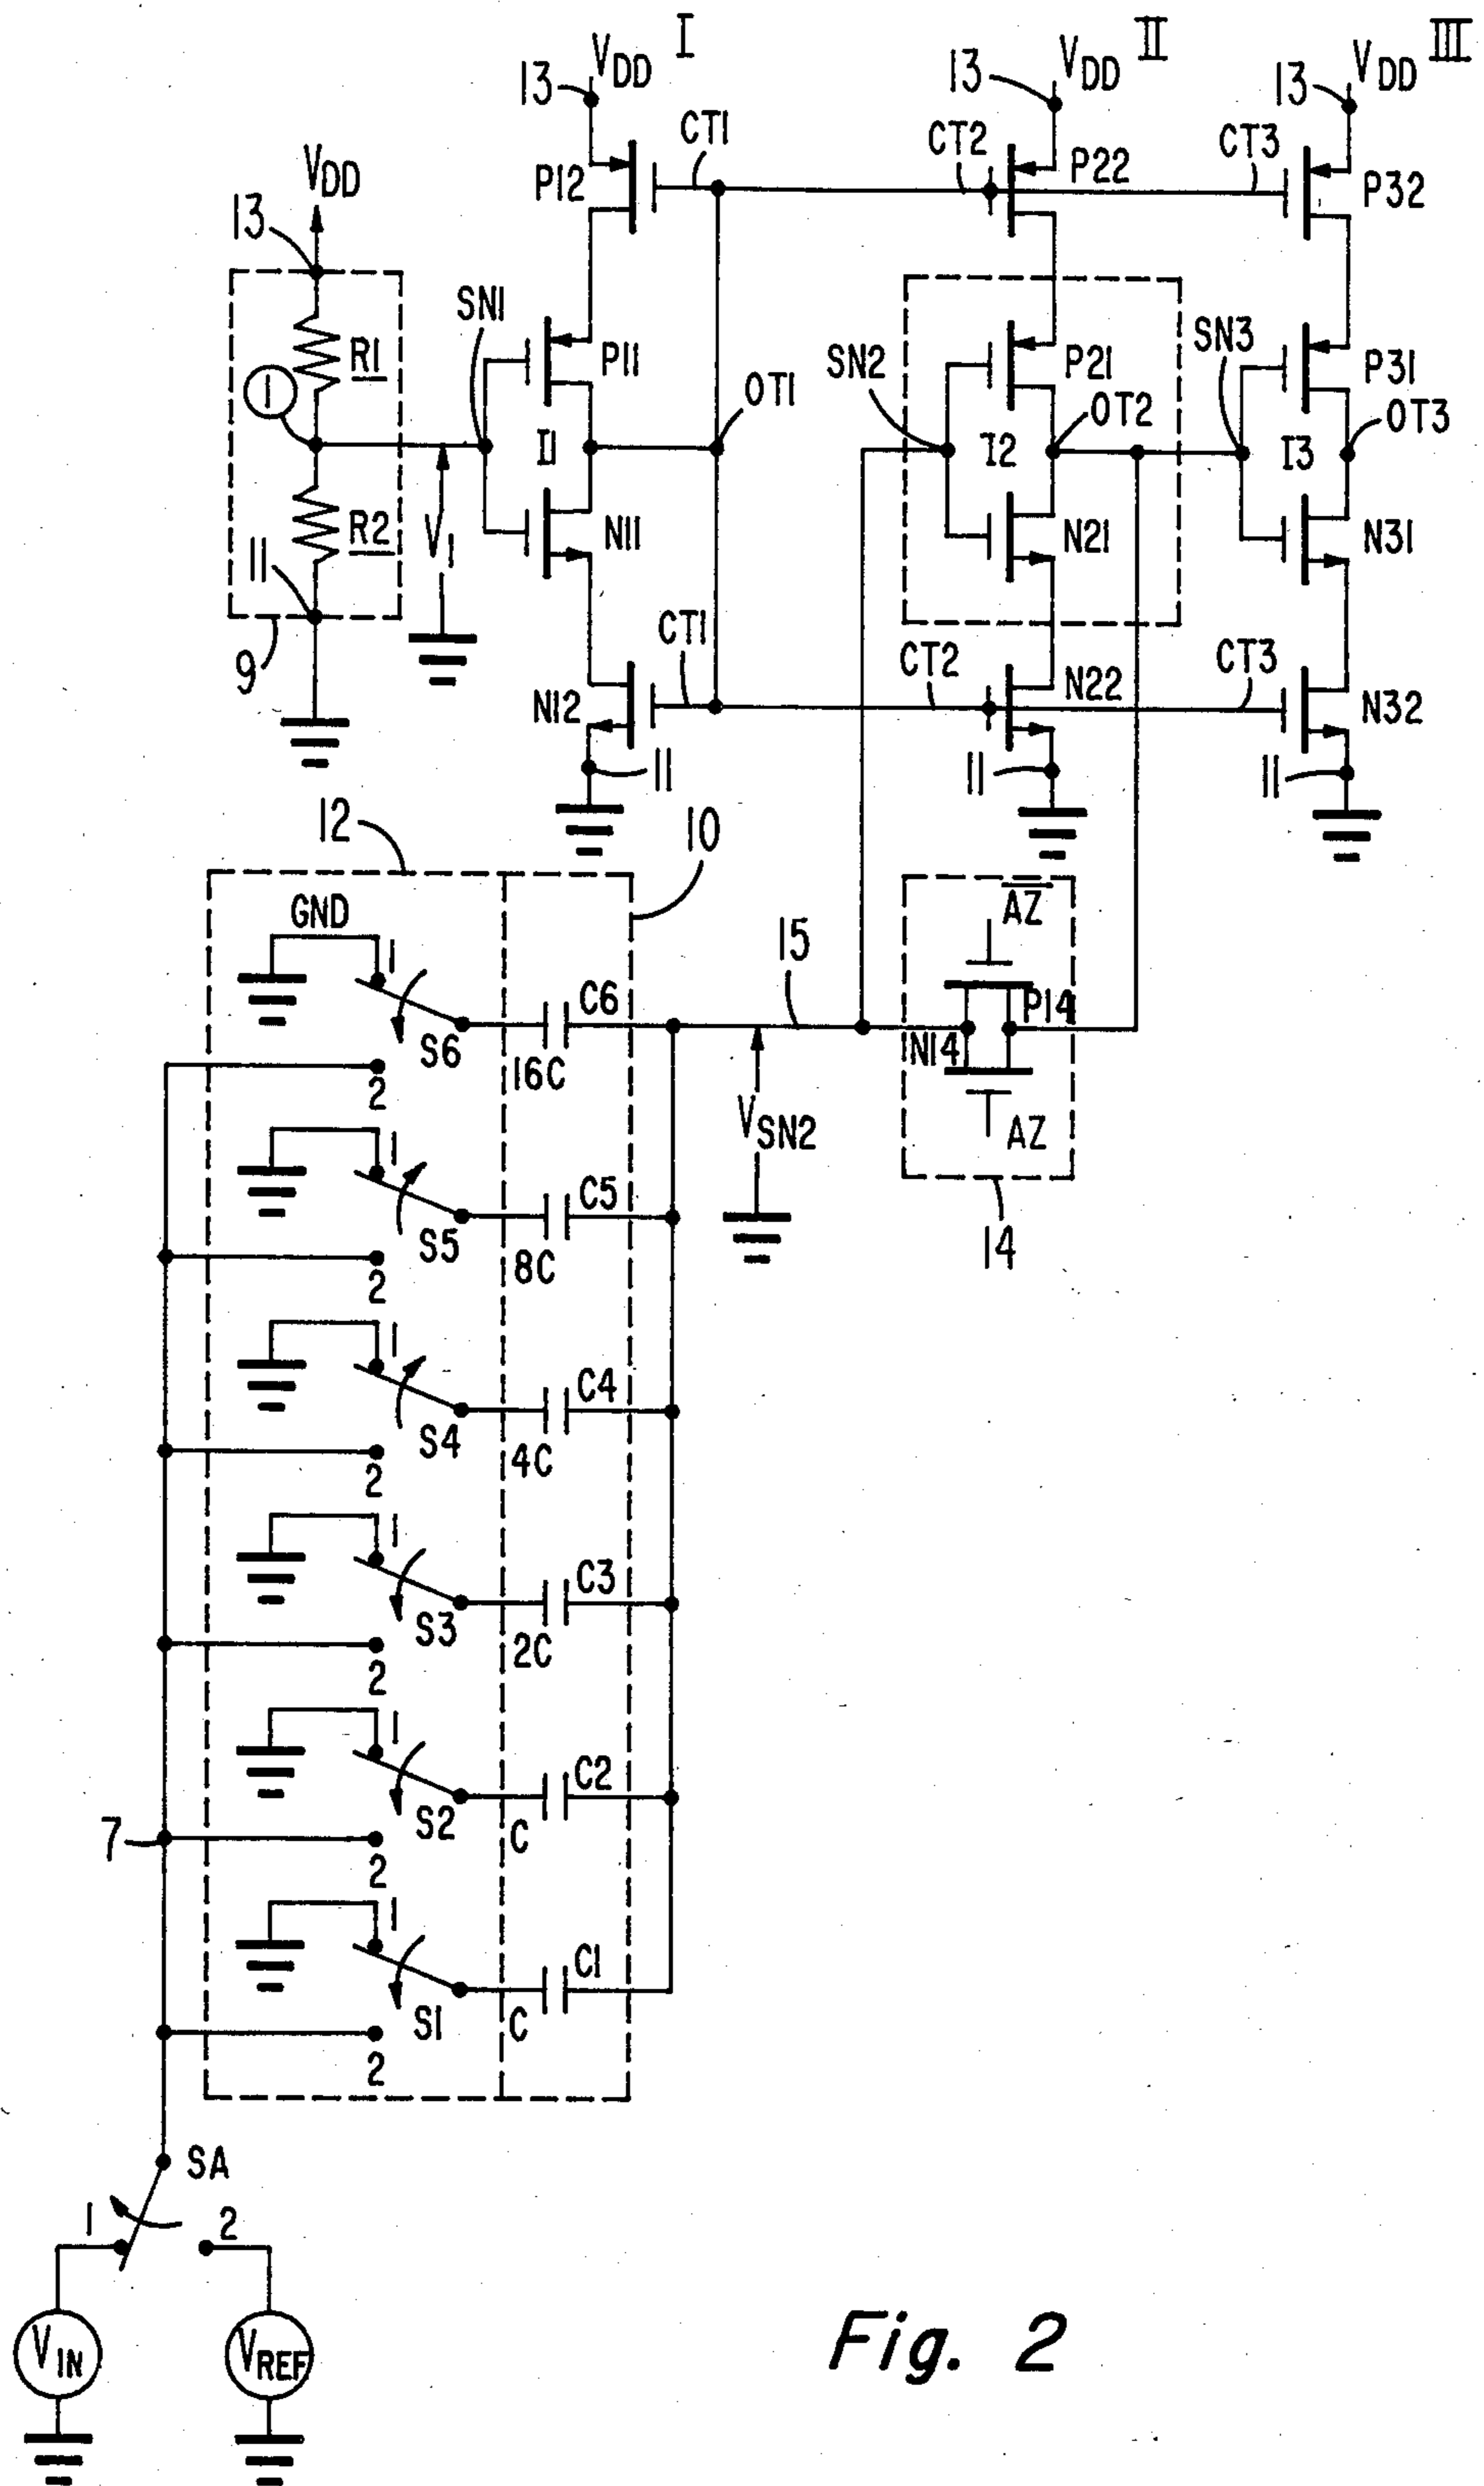 I
II
III
VDD
VDD
VDD
13
13
13
CT1
CT2
CT3
P12
P22
P32
VDD
13
SN1
R1
1
P11
OT1
SN2
P21
OT2
SN3
P31
OT3
I1
I2
I3
R2
V1
N11
N21
N31
11
9
CT1
CT2
CT3
N12
N22
N32
11
11
11
12
10
GND
1
S6
C6
16C
2
15
VSN2
AZ
P14
N14
AZ
14
1
S5
C5
8C
2
1
S4
C4
4C
2
1
S3
C3
2C
2
1
S2
C2
C
7
2
1
S1
C1
C
2
SA
1
2
VIN
VREF
Fig. 2